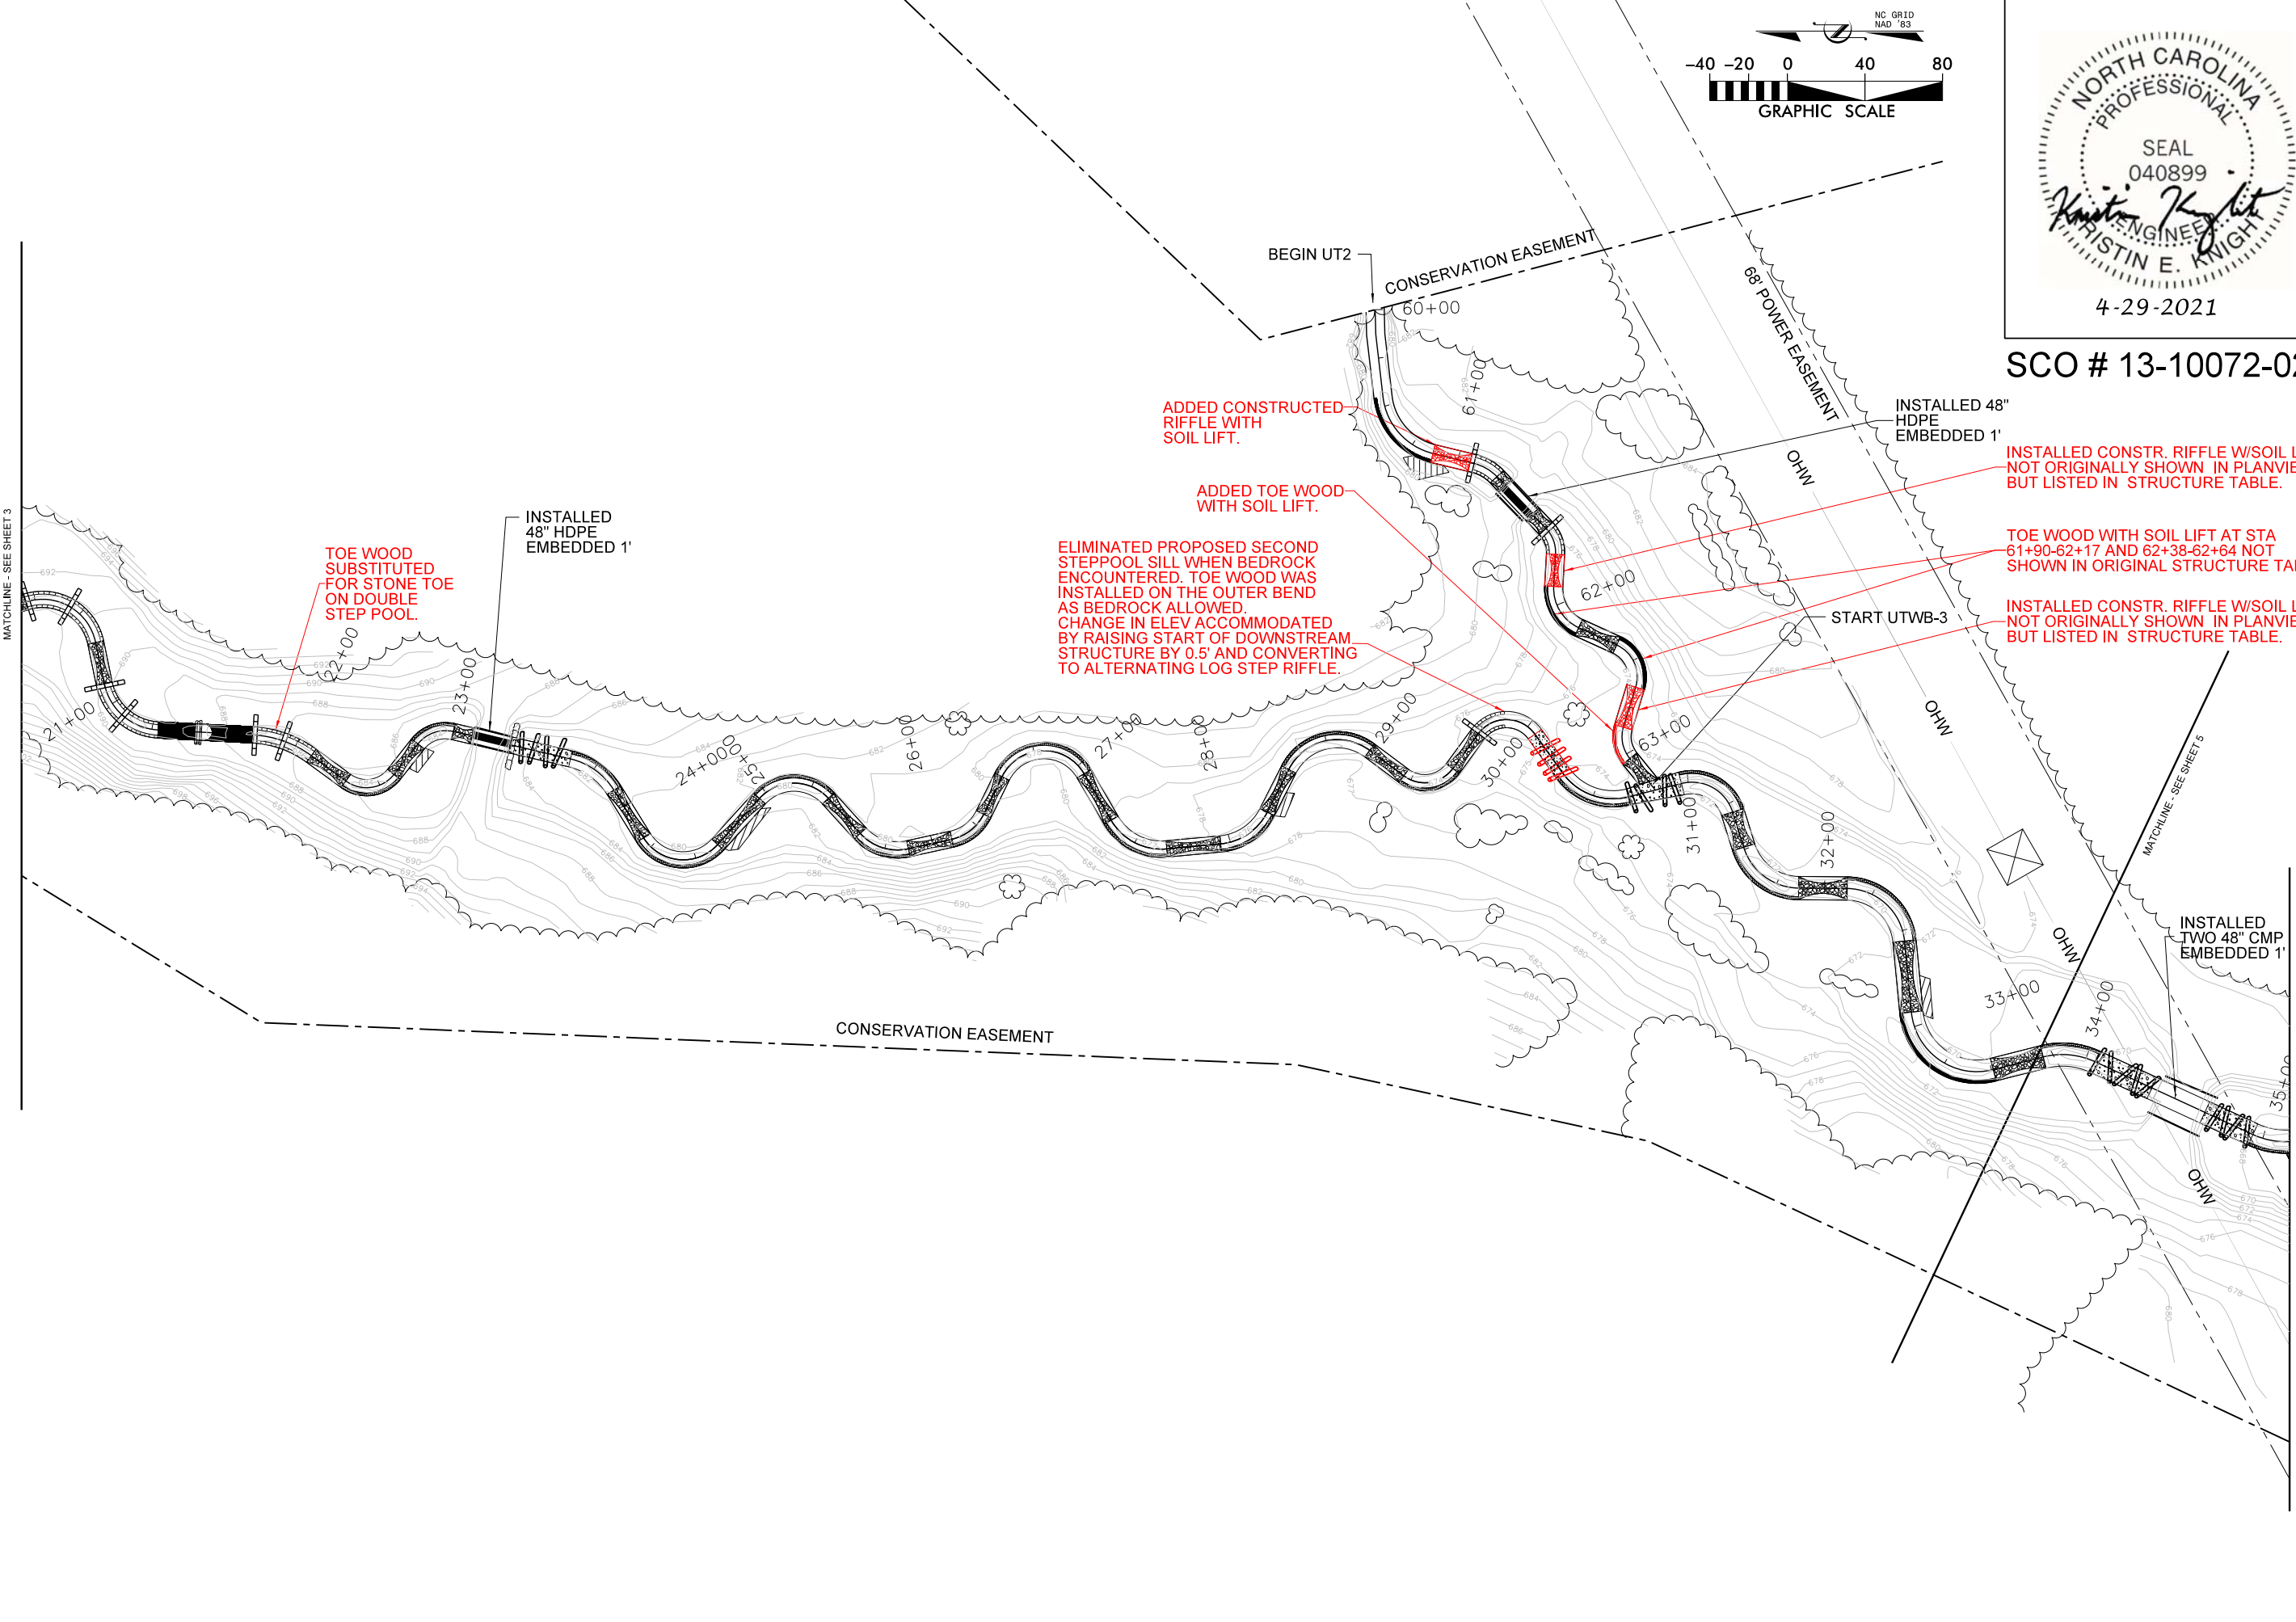 NC GRID
NAD '83
-40 -20 0 40 80
GRAPHIC SCALE
NORTH CAROLINA
PROFESSIONAL
SEAL
040899
ENGINEER
KRISTIN E. KNIGHT
4-29-2021
SCO # 13-10072-02
BEGIN UT2
CONSERVATION EASEMENT
60+00
68' POWER EASEMENT
61+00
ADDED CONSTRUCTED
RIFFLE WITH
SOIL LIFT.
INSTALLED 48"
HDPE
EMBEDDED 1'
OHW
INSTALLED CONSTR. RIFFLE W/SOIL L
NOT ORIGINALLY SHOWN IN PLANVIE
BUT LISTED IN STRUCTURE TABLE.
ADDED TOE WOOD
WITH SOIL LIFT.
TOE WOOD WITH SOIL LIFT AT STA
61+90-62+17 AND 62+38-62+64 NOT
SHOWN IN ORIGINAL STRUCTURE TA
62+00
ELIMINATED PROPOSED SECOND
STEPPOOL SILL WHEN BEDROCK
ENCOUNTERED. TOE WOOD WAS
INSTALLED ON THE OUTER BEND
AS BEDROCK ALLOWED.
CHANGE IN ELEV ACCOMMODATED
BY RAISING START OF DOWNSTREAM
STRUCTURE BY 0.5' AND CONVERTING
TO ALTERNATING LOG STEP RIFFLE.
START UTWB-3
INSTALLED CONSTR. RIFFLE W/SOIL L
NOT ORIGINALLY SHOWN IN PLANVIE
BUT LISTED IN STRUCTURE TABLE.
MATCHLINE - SEE SHEET 3
INSTALLED
48" HDPE
EMBEDDED 1'
TOE WOOD
SUBSTITUTED
FOR STONE TOE
ON DOUBLE
STEP POOL.
21+00
22+00
23+00
24+00
25+00
26+00
27+00
28+00
29+00
30+00
63+00
31+00
32+00
OHW
MATCHLINE - SEE SHEET 5
OHW
INSTALLED
TWO 48" CMP
EMBEDDED 1'
33+00
34+00
35+00
OHW
CONSERVATION EASEMENT